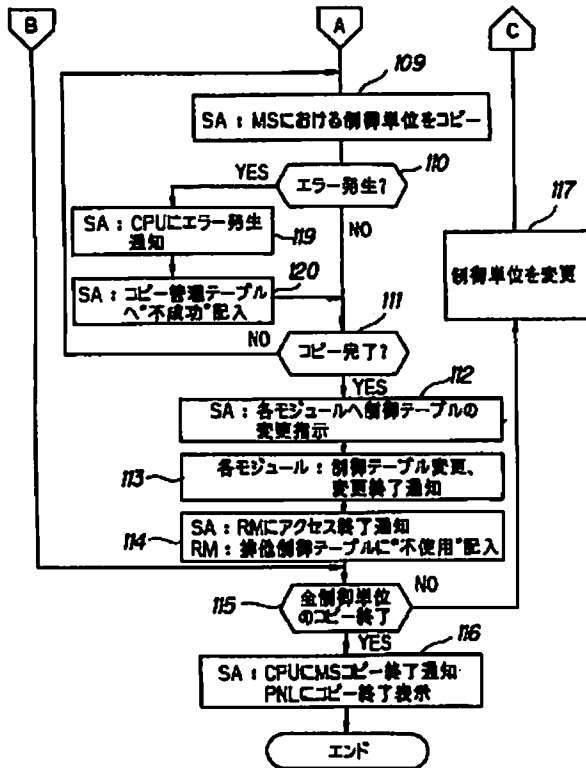 B
A
C
109
SA : MSにおける制御単位をコピー
110
YES
エラー発生?
117
SA : CPUにエラー発生
通知
119
NO
制御単位を変更
120
SA : コピー管理テーブル
へ“不成功”記入
111
NO
コピー完了?
YES
112
SA : 各モジュールへ制御テーブルの
変更指示
113
各モジュール : 制御テーブル変更、
変更終了通知
114
SA : RMにアクセス終了通知
RM : 排他制御テーブルに“不使用”記入
NO
115
全制御単位
のコピー終了
YES
116
SA : CPUにMSコピー終了通知
PNLにコピー終了表示
エンド